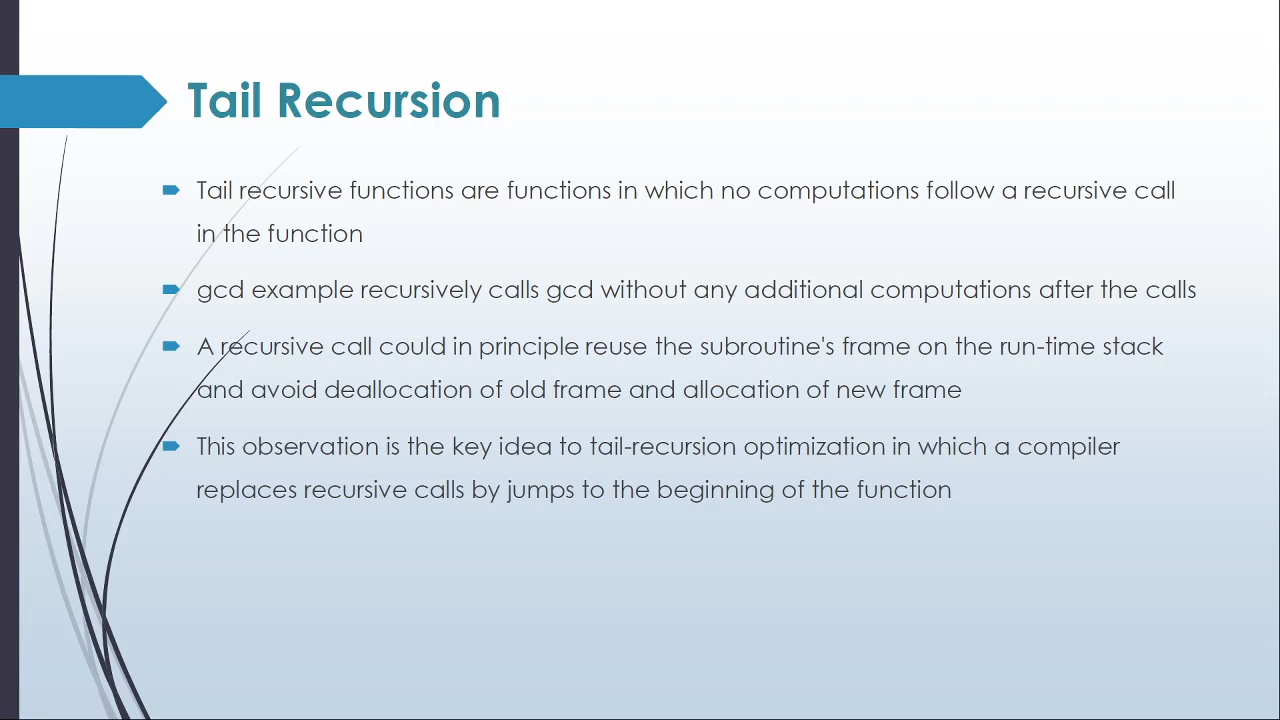 Tail Recursion
Tail recursive functions are functions in which no computations follow a recursive call
in the function
gcd example recursively calls gcd without any additional computations after the calls
A recursive call could in principle reuse the subroutine's frame on the run-time stack
and avoid deallocation of old frame and allocation of new frame
This observation is the key idea to tail-recursion optimization in which a compiler
replaces recursive calls by jumps to the beginning of the function